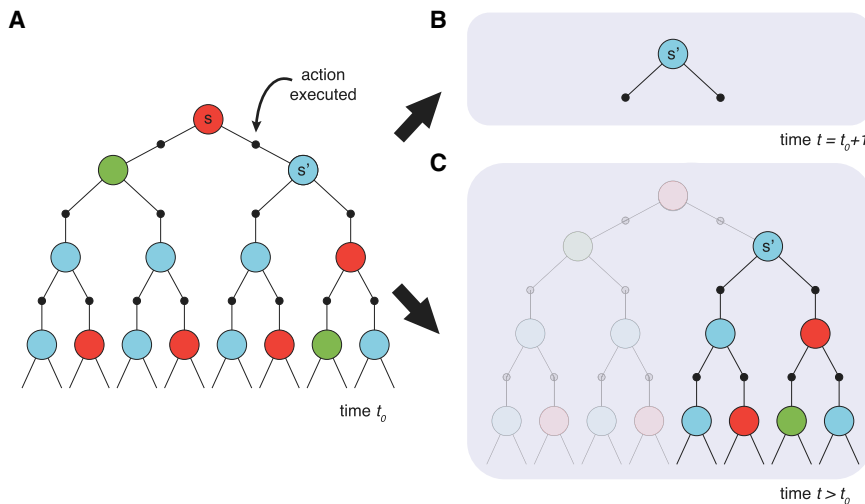 A
action
executed
s
s'
time t0
B
s'
time t = t0+1
C
s'
time t > t0